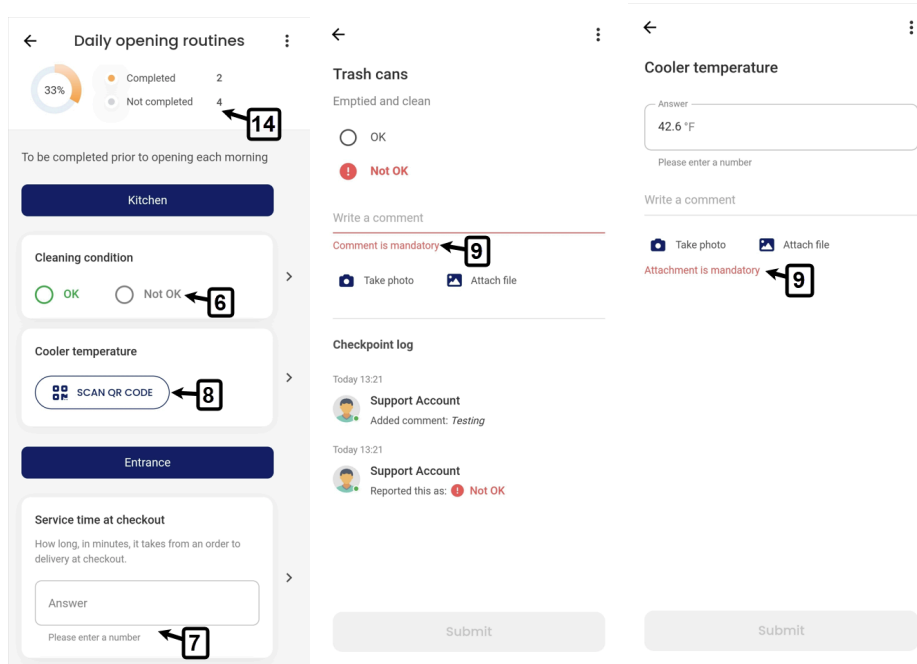 Daily opening routines
33%
Completed 2
Not completed 4
14
To be completed prior to opening each morning
Kitchen
Cleaning condition
OK Not OK
6
Cooler temperature
SCAN QR CODE
8
Entrance
Service time at checkout
How long, in minutes, it takes from an order to
delivery at checkout.
Answer
Please enter a number
7
Trash cans
Emptied and clean
OK
Not OK
Write a comment
Comment is mandatory
9
Take photo Attach file
Checkpoint log
Today 13:21
Support Account
Added comment: Testing
Today 13:21
Support Account
Reported this as: Not OK
Submit
Cooler temperature
Answer
42.6 °F
Please enter a number
Write a comment
Take photo Attach file
Attachment is mandatory
9
Submit